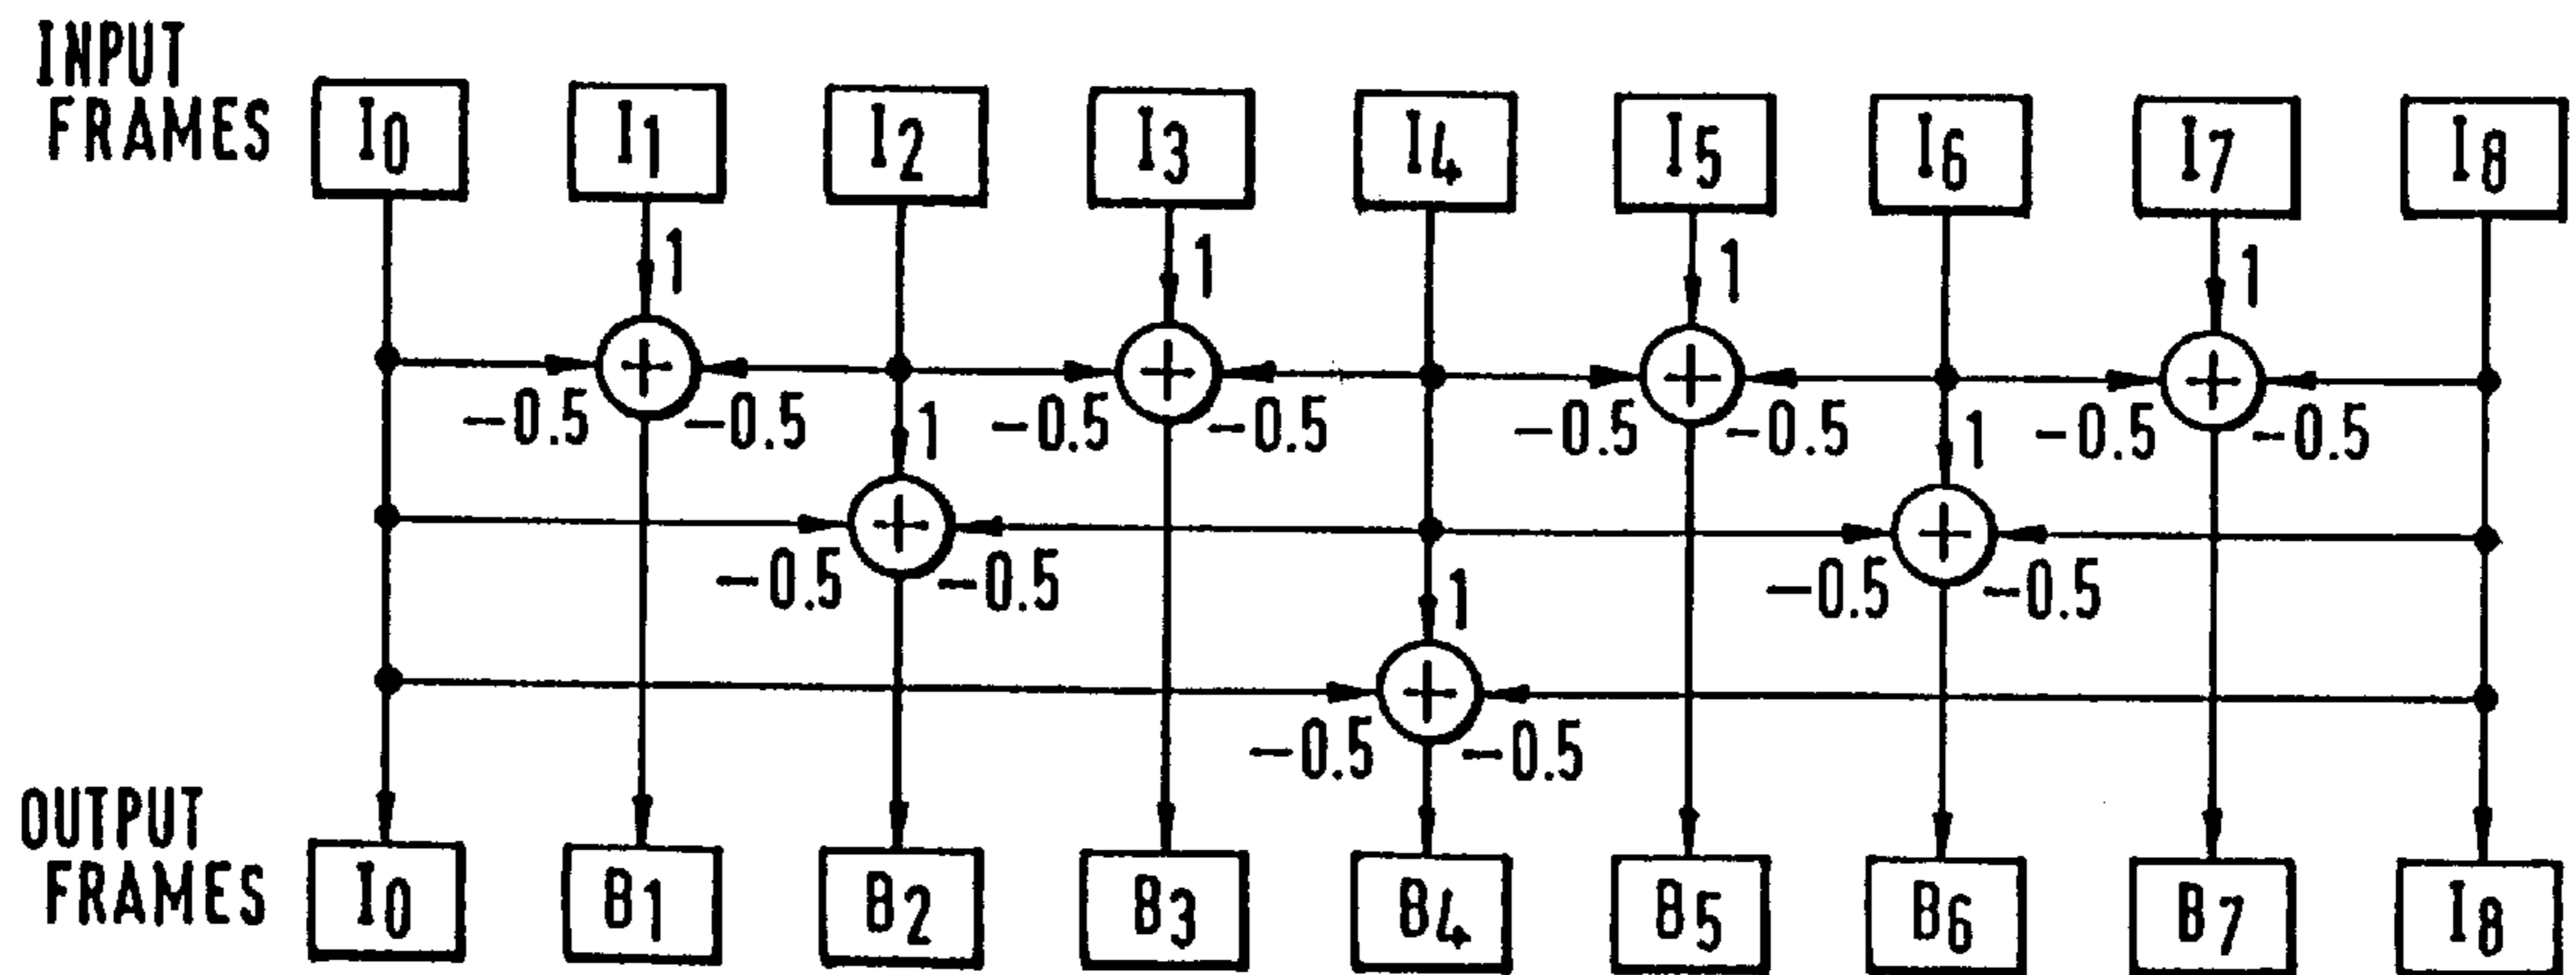 INPUT
FRAMES
I0 I1 I2 I3 I4 I5 I6 I7 I8
1 1 1 1
+ + + +
-0.5 -0.5 -0.5 -0.5 -0.5 -0.5 -0.5 -0.5
1 1
+ +
-0.5 -0.5 -0.5 -0.5
1
+
-0.5 -0.5
OUTPUT
FRAMES
I0 B1 B2 B3 B4 B5 B6 B7 I8